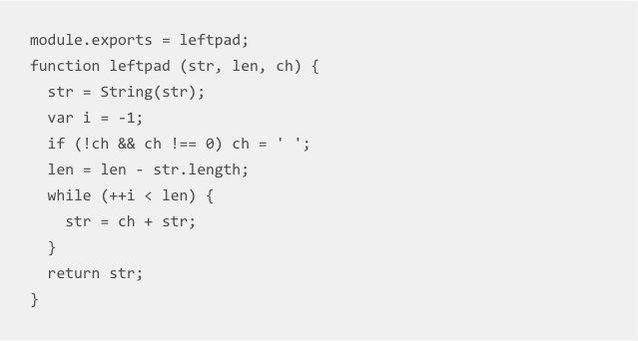 module.exports = leftpad;
function leftpad (str, len, ch) {
  str = String(str);
  var i = -1;
  if (!ch && ch !== 0) ch = ' ';
  len = len - str.length;
  while (++i < len) {
    str = ch + str;
  }
  return str;
}